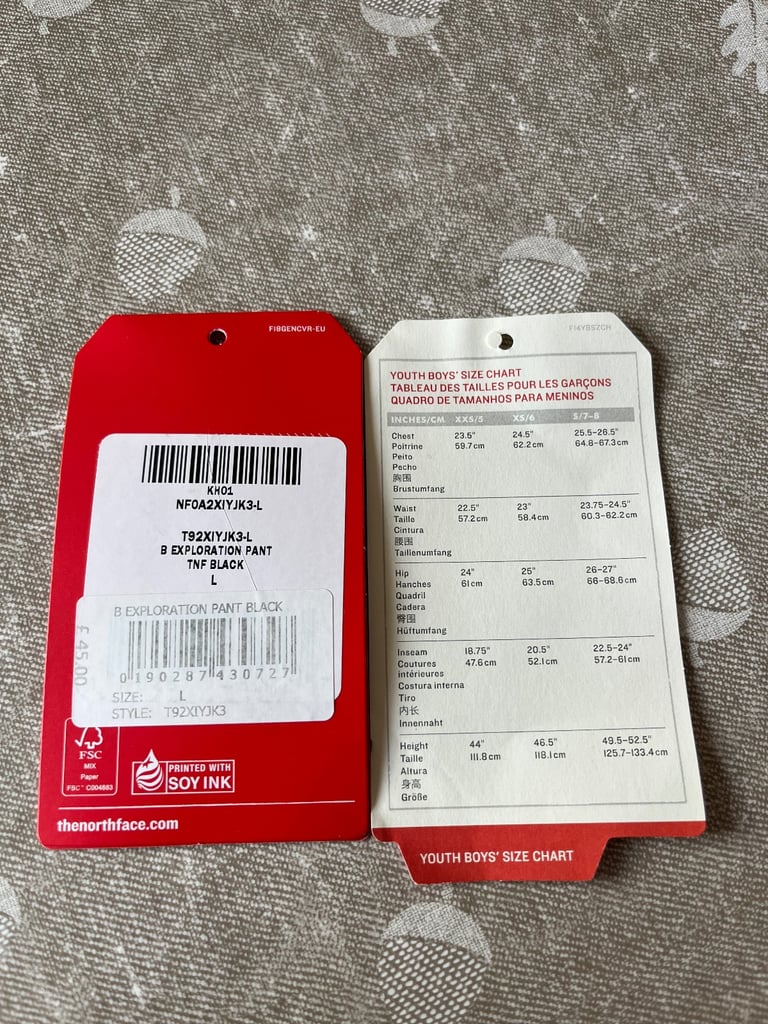 FI8GENCVR-EU
KH01
NF0A2XIYJK3-L
T92XIYJK3-L
B EXPLORATION PANT
TNF BLACK
L
B EXPLORATION PANT BLACK
£ 45.00
0 190287 430727
SIZE: L
STYLE: T92XIYJK3
FSC
MIX
Paper
FSC™ C004683
PRINTED WITH
SOY INK
thenorthface.com
FI4YBSZCH
YOUTH BOYS' SIZE CHART
TABLEAU DES TAILLES POUR LES GARÇONS
QUADRO DE TAMANHOS PARA MENINOS
INCHES/CM XXS/5 XS/6 S/7-8
Chest 23.5" 24.5" 25.5-26.5"
Poitrine 59.7cm 62.2cm 64.8-67.3cm
Peito
Pecho
胸围
Brustumfang
Waist 22.5" 23" 23.75-24.5"
Taille 57.2cm 58.4cm 60.3-62.2cm
Cintura
腰围
Taillenumfang
Hip 24" 25" 26-27"
Hanches 61cm 63.5cm 66-68.6cm
Quadril
Cadera
臀围
Hüftumfang
Inseam 18.75" 20.5" 22.5-24"
Coutures 47.6cm 52.1cm 57.2-61cm
intérieures
Costura interna
Tiro
内长
Innennaht
Height 44" 46.5" 49.5-52.5"
Taille 111.8cm 118.1cm 125.7-133.4cm
Altura
身高
Größe
YOUTH BOYS' SIZE CHART